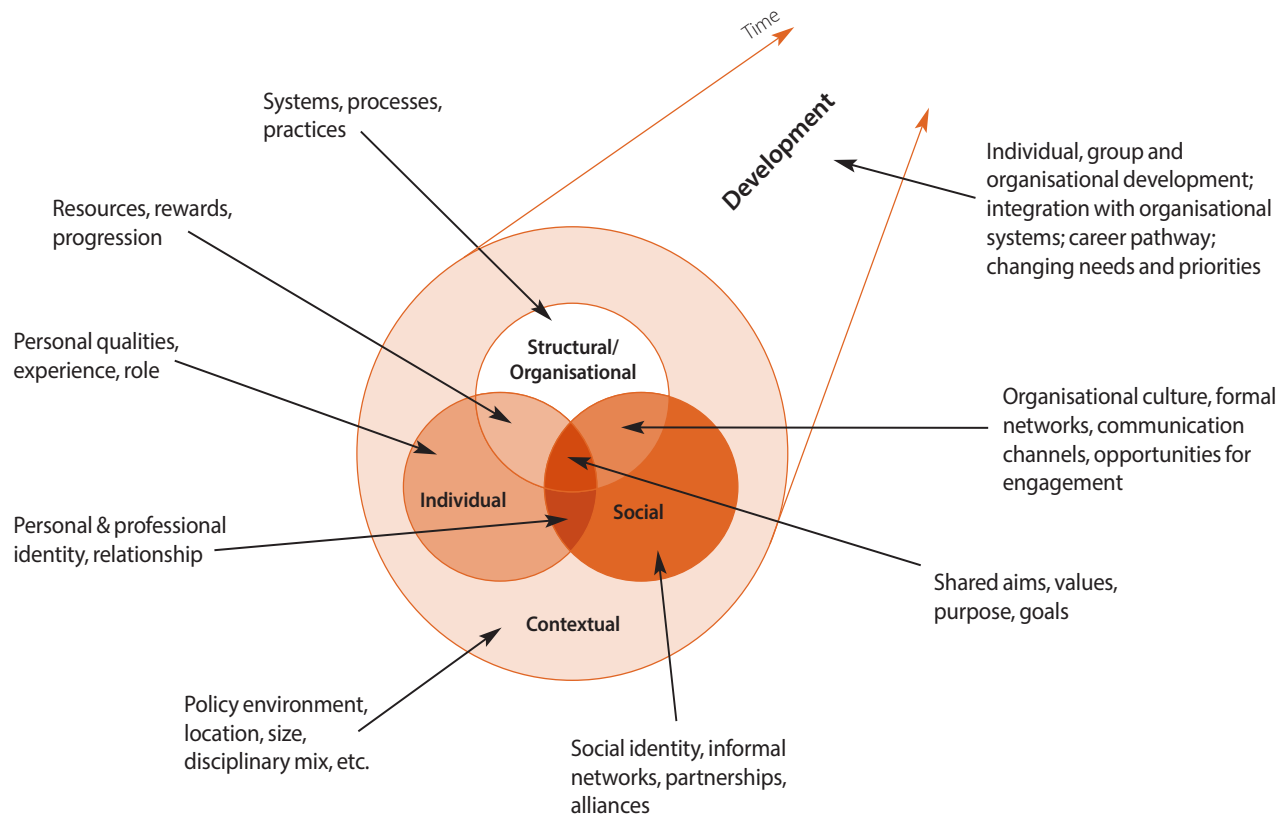 Time
Development
Systems, processes,
practices
Individual, group and
organisational development;
integration with organisational
systems; career pathway;
changing needs and priorities
Resources, rewards,
progression
Personal qualities,
experience, role
Structural/
Organisational
Organisational culture, formal
networks, communication
channels, opportunities for
engagement
Individual
Social
Personal & professional
identity, relationship
Shared aims, values,
purpose, goals
Contextual
Policy environment,
location, size,
disciplinary mix, etc.
Social identity, informal
networks, partnerships,
alliances